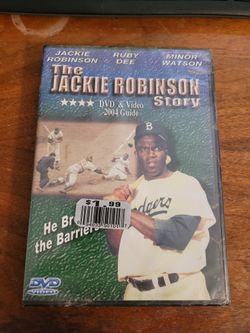 JACKIE ROBINSON
RUBY DEE
MINOR WATSON
The
JACKIE ROBINSON
Story
★★★★ DVD & Video
2004 Guide
B
Dodgers
$1.99
He Br
the Barriers
DVD
VIDEO